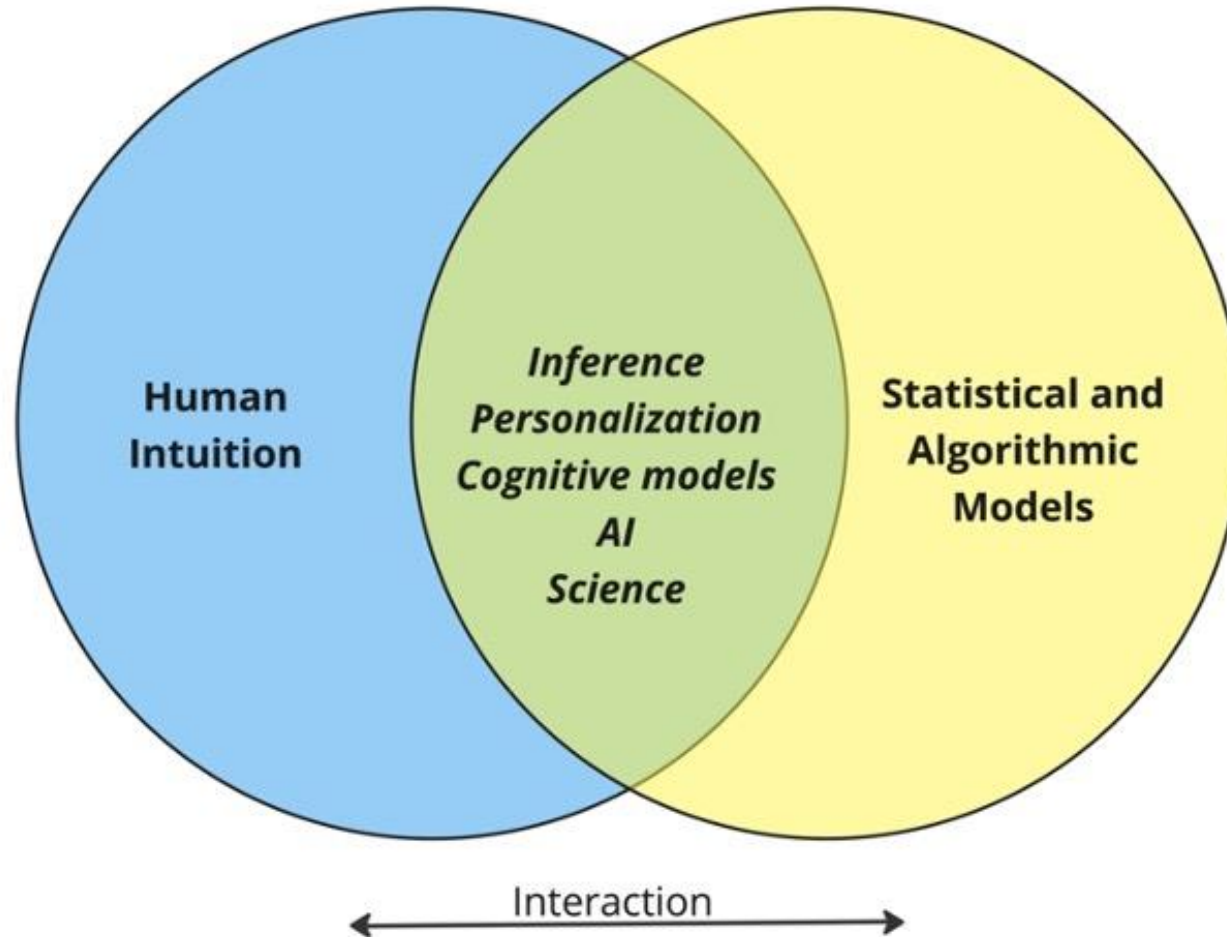 Human
Intuition
Inference
Personalization
Cognitive models
AI
Science
Statistical and
Algorithmic
Models
Interaction